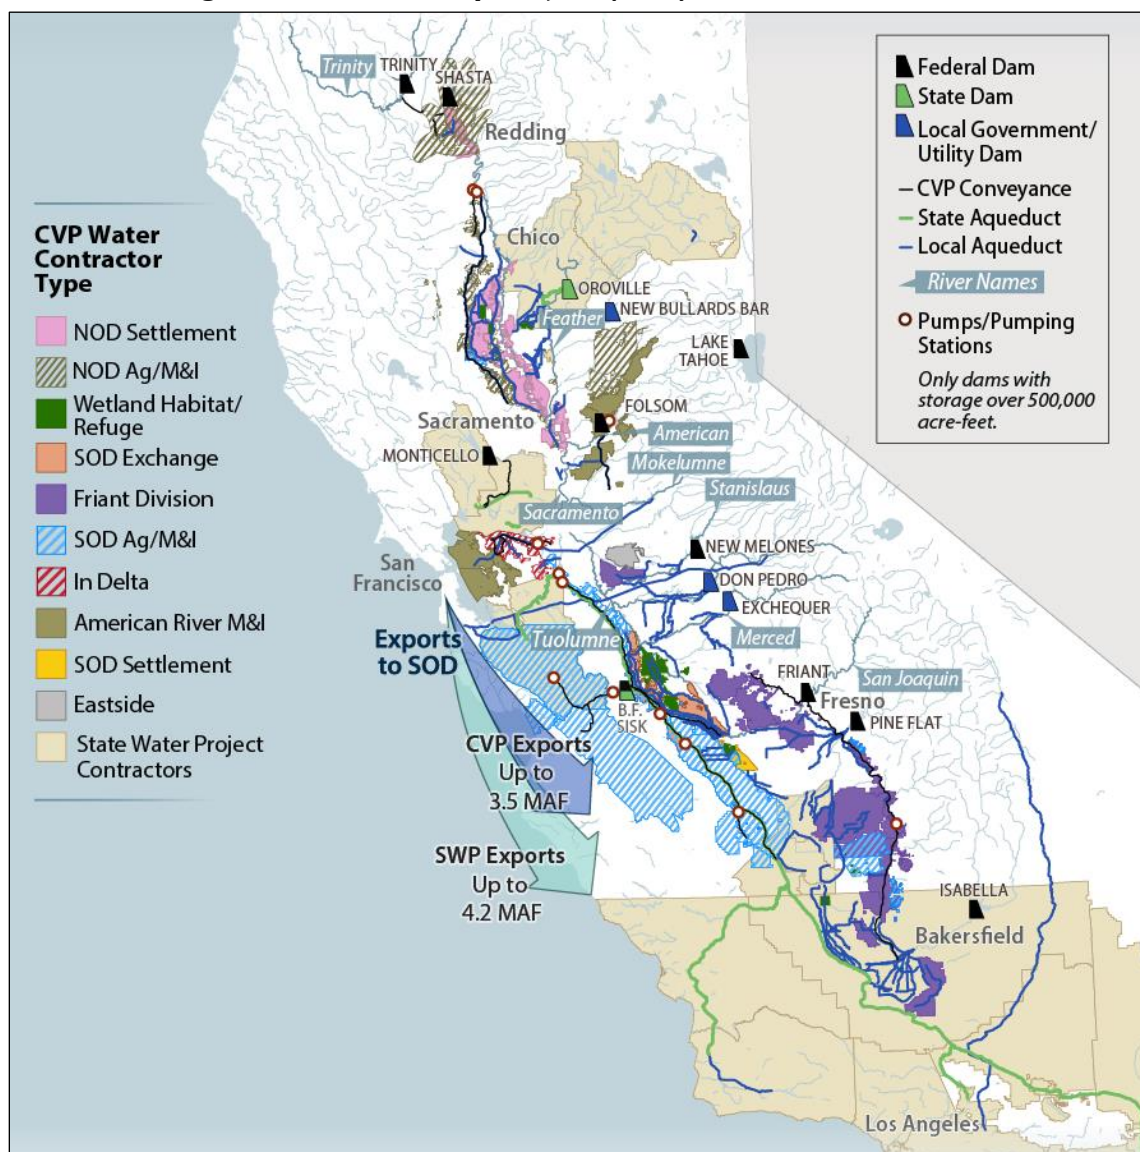 Trinity
TRINITY
SHASTA
Redding
Chico
OROVILLE
NEW BULLARDS BAR
Feather
LAKE
TAHOE
Sacramento
FOLSOM
American
MONTICELLO
Mokelumne
Stanislaus
Sacramento
San
Francisco
NEW MELONES
DON PEDRO
EXCHEQUER
Tuolumne
Merced
Exports
to SOD
FRIANT
San Joaquin
Fresno
B.F.
SISK
PINE FLAT
CVP Exports
Up to
3.5 MAF
SWP Exports
Up to
4.2 MAF
ISABELLA
Bakersfield
Los Angeles
CVP Water
Contractor
Type
NOD Settlement
NOD Ag/M&I
Wetland Habitat/
Refuge
SOD Exchange
Friant Division
SOD Ag/M&I
In Delta
American River M&I
SOD Settlement
Eastside
State Water Project
Contractors
Federal Dam
State Dam
Local Government/
Utility Dam
CVP Conveyance
State Aqueduct
Local Aqueduct
River Names
Pumps/Pumping
Stations
Only dams with
storage over 500,000
acre-feet.